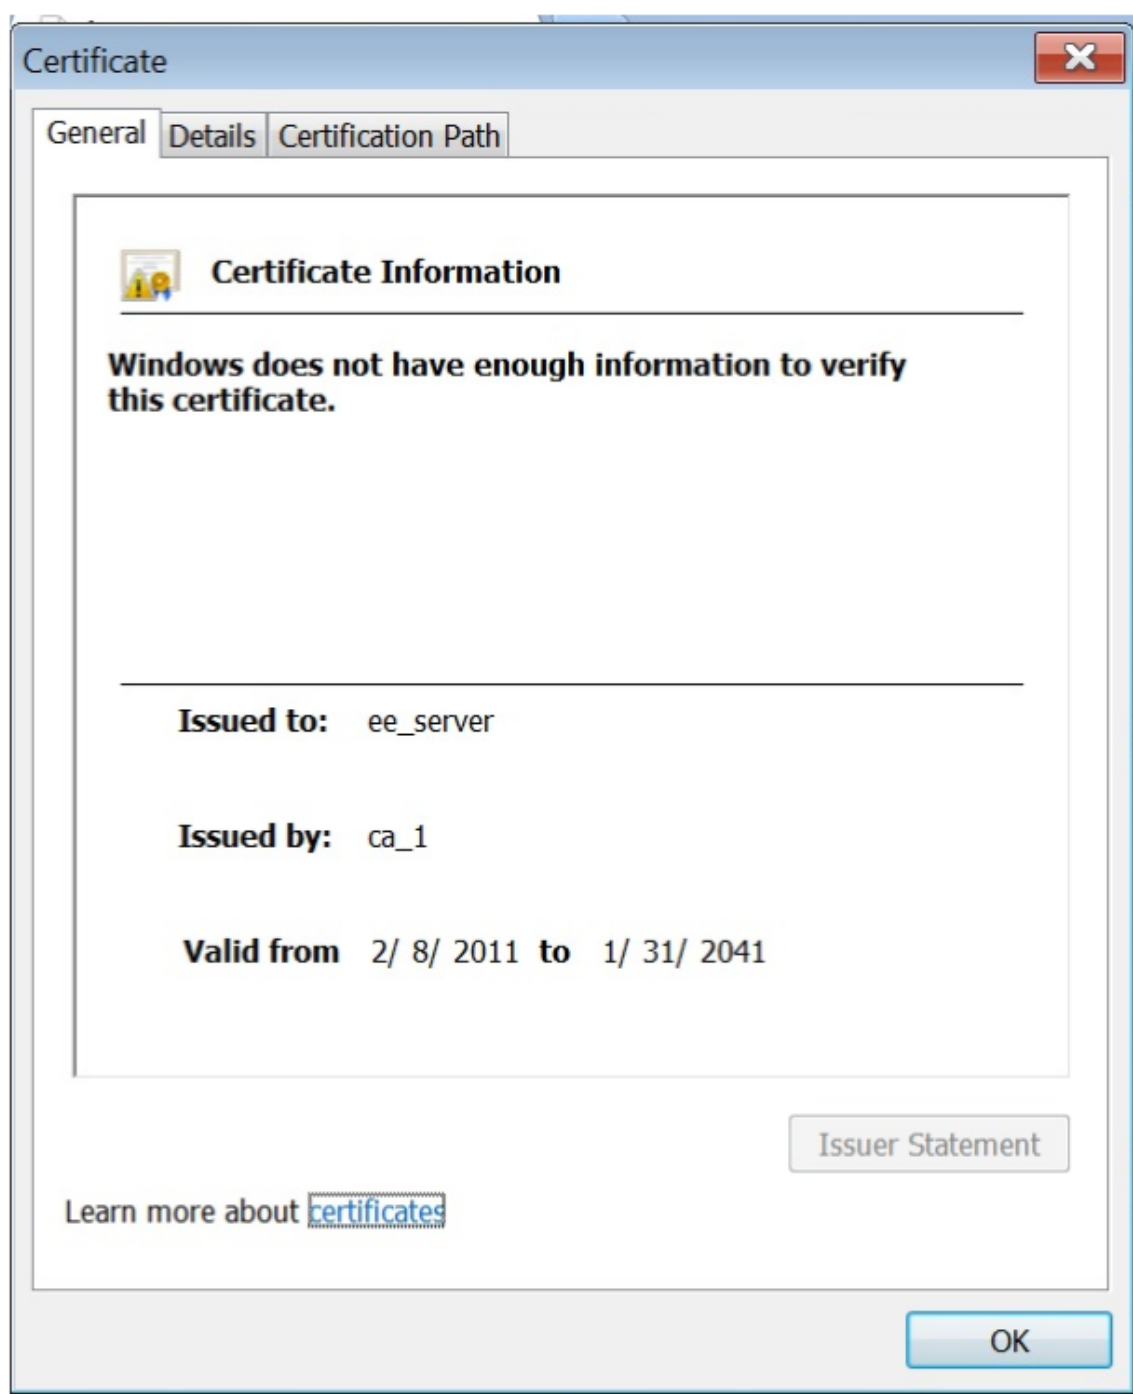 Certificate
General Details Certification Path
Certificate Information
Windows does not have enough information to verify
this certificate.
Issued to: ee_server
Issued by: ca_1
Valid from 2/ 8/ 2011 to 1/ 31/ 2041
Issuer Statement
Learn more about certificates
OK